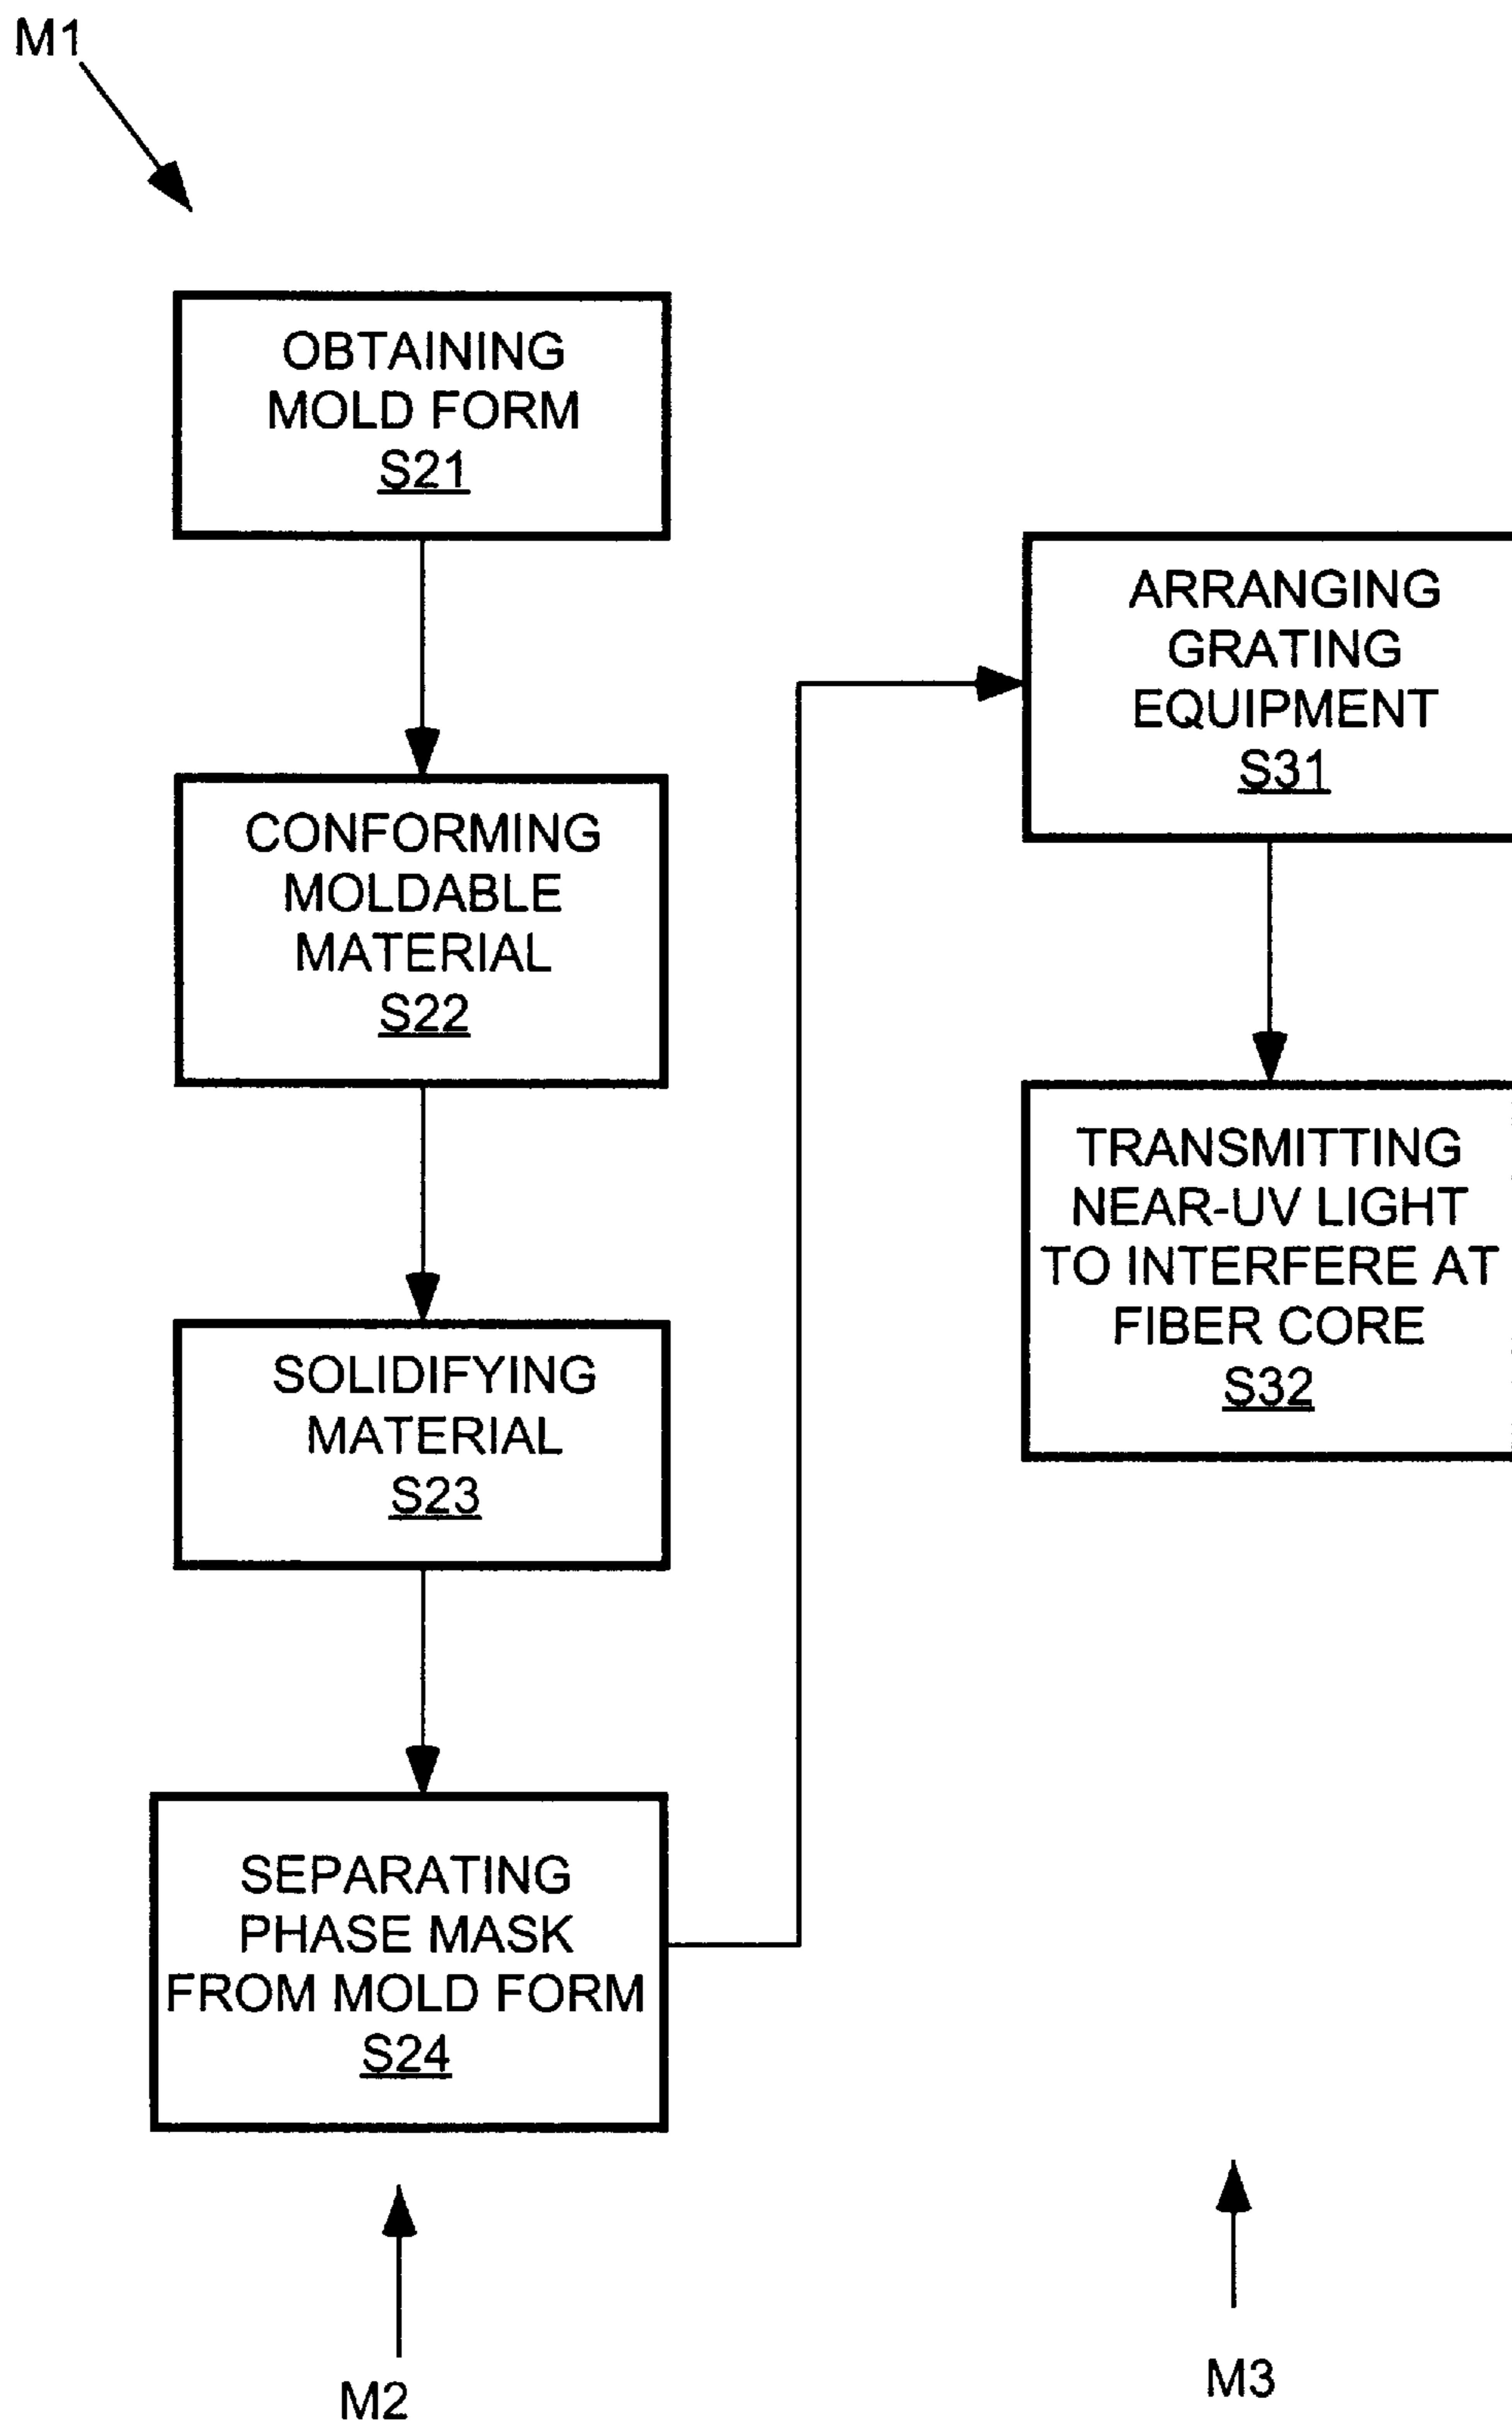 M1
OBTAINING
MOLD FORM
S21
CONFORMING
MOLDABLE
MATERIAL
S22
SOLIDIFYING
MATERIAL
S23
SEPARATING
PHASE MASK
FROM MOLD FORM
S24
M2
ARRANGING
GRATING
EQUIPMENT
S31
TRANSMITTING
NEAR-UV LIGHT
TO INTERFERE AT
FIBER CORE
S32
M3